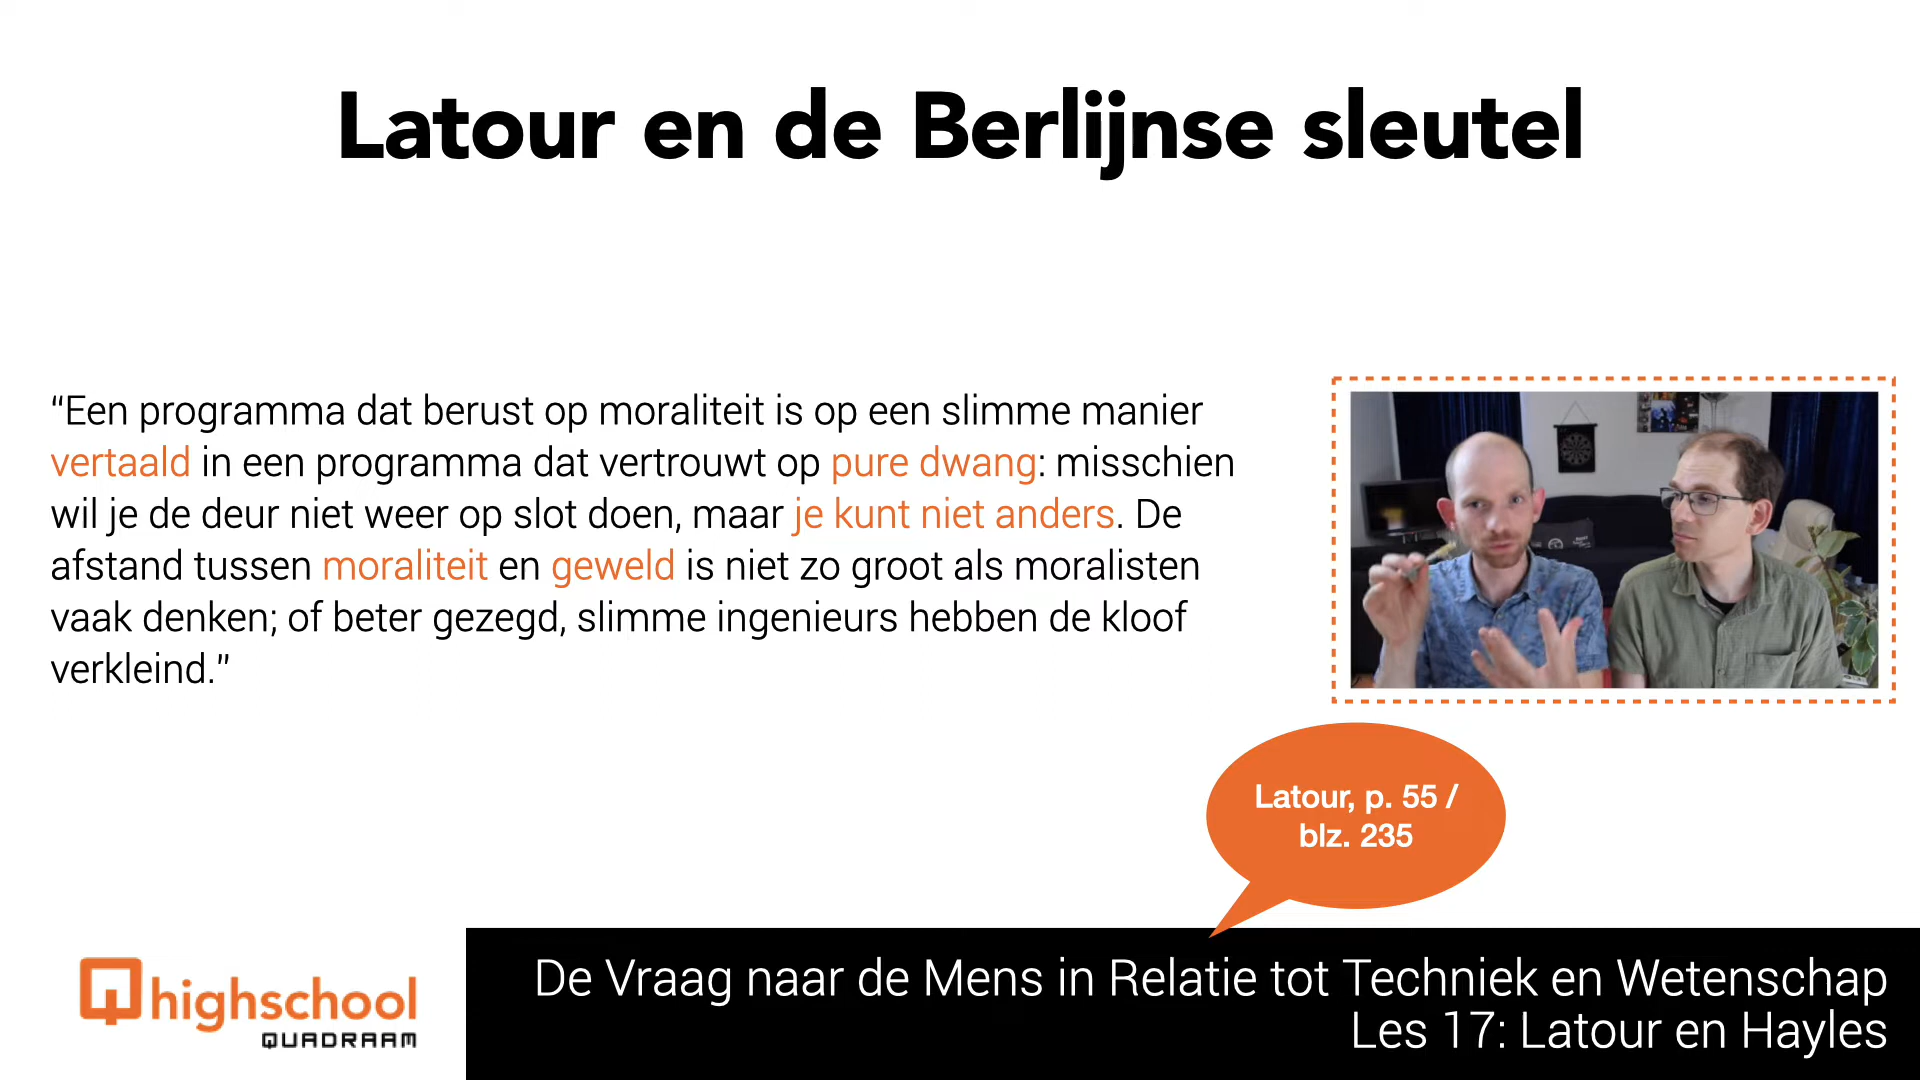 Latour en de Berlijnse sleutel
“Een programma dat berust op moraliteit is op een slimme manier
vertaald in een programma dat vertrouwt op pure dwang: misschien
wil je de deur niet weer op slot doen, maar je kunt niet anders. De
afstand tussen moraliteit en geweld is niet zo groot als moralisten
vaak denken; of beter gezegd, slimme ingenieurs hebben de kloof
verkleind.”
Latour, p. 55 /
blz. 235
highschool
QUADRAAM
De Vraag naar de Mens in Relatie tot Techniek en Wetenschap
Les 17: Latour en Hayles